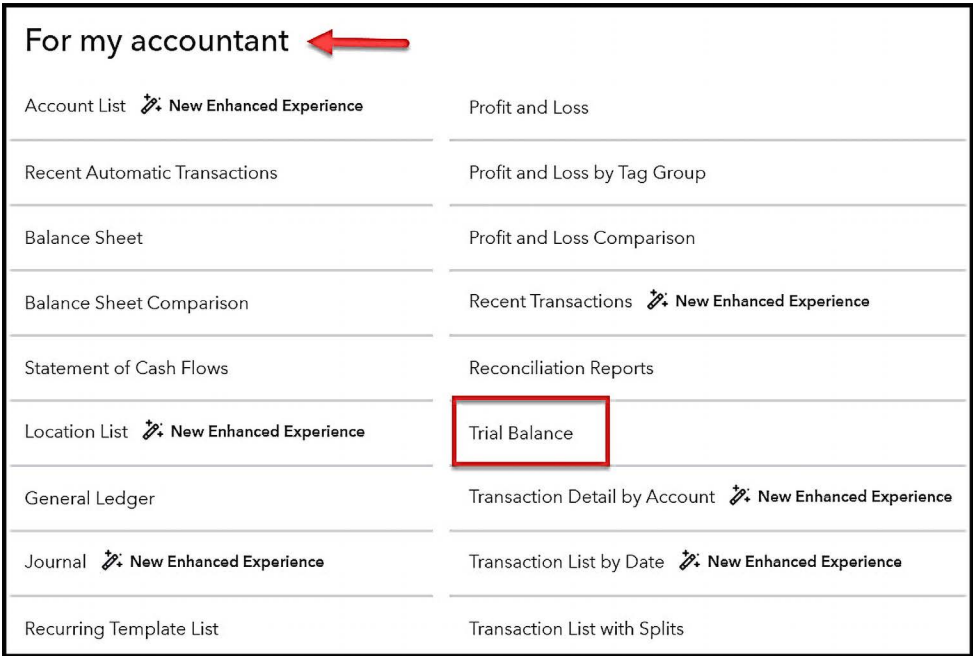 For my accountant
Account List New Enhanced Experience
Recent Automatic Transactions
Balance Sheet
Balance Sheet Comparison
Statement of Cash Flows
Location List New Enhanced Experience
General Ledger
Journal New Enhanced Experience
Recurring Template List
Profit and Loss
Profit and Loss by Tag Group
Profit and Loss Comparison
Recent Transactions New Enhanced Experience
Reconciliation Reports
Trial Balance
Transaction Detail by Account New Enhanced Experience
Transaction List by Date New Enhanced Experience
Transaction List with Splits